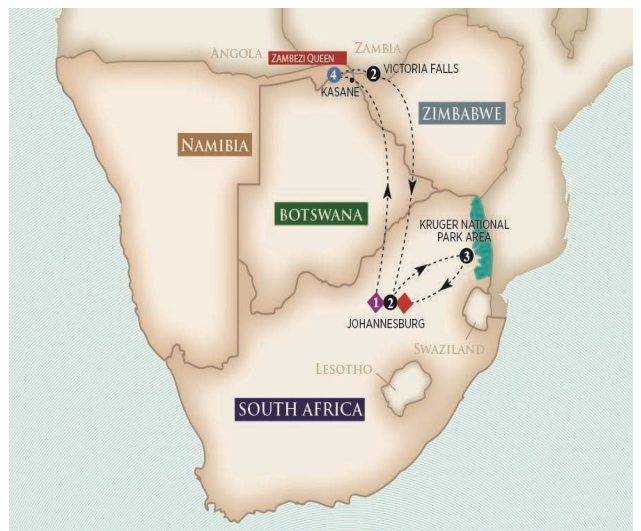 ANGOLA
ZAMBIA
ZAMBEZI QUEEN
4
2
VICTORIA FALLS
KASANE
ZIMBABWE
NAMIBIA
BOTSWANA
KRUGER NATIONAL
PARK AREA
3
1
2
JOHANNESBURG
SWAZILAND
LESOTHO
SOUTH AFRICA